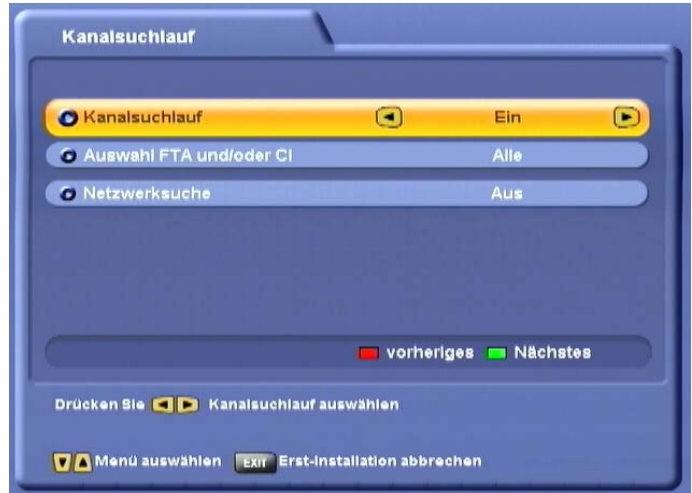 Kanalsuchlauf
Kanalsuchlauf Ein
Auswahl FTA und/oder CI Alle
Netzwerksuche Aus
vorheriges Nächstes
Drücken Sie Kanalsuchlauf auswählen
Menü auswählen EXIT Erst-Installation abbrechen